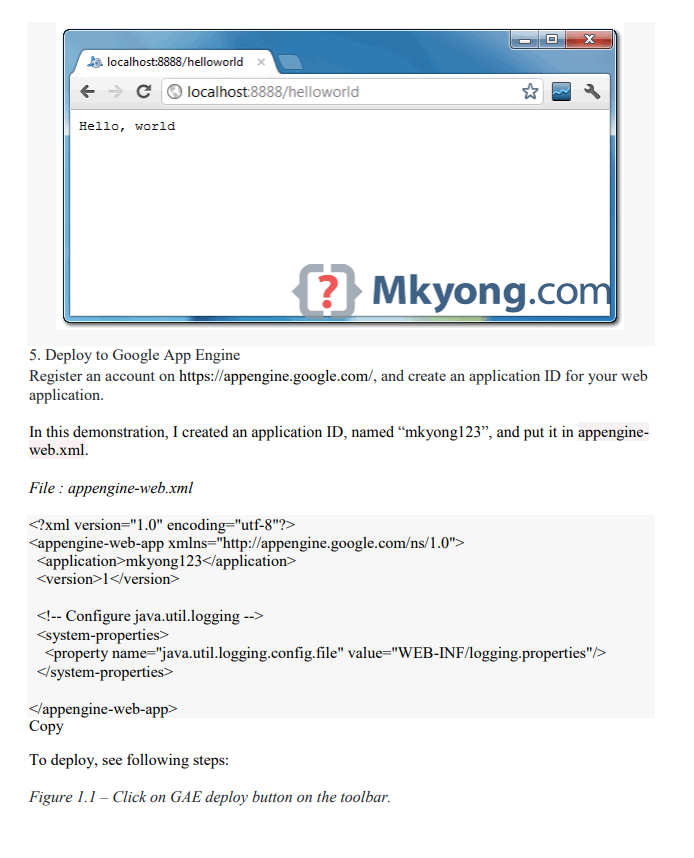 localhost:8888/helloworld
localhost:8888/helloworld
Hello, world
{?} Mkyong.com
5. Deploy to Google App Engine
Register an account on https://appengine.google.com/, and create an application ID for your web
application.
In this demonstration, I created an application ID, named “mkyong123”, and put it in appengine-
web.xml.
File : appengine-web.xml
<?xml version="1.0" encoding="utf-8"?>
<appengine-web-app xmlns="http://appengine.google.com/ns/1.0">
<application>mkyong123</application>
<version>1</version>
<!-- Configure java.util.logging -->
<system-properties>
<property name="java.util.logging.config.file" value="WEB-INF/logging.properties"/>
</system-properties>
</appengine-web-app>
Copy
To deploy, see following steps:
Figure 1.1 – Click on GAE deploy button on the toolbar.